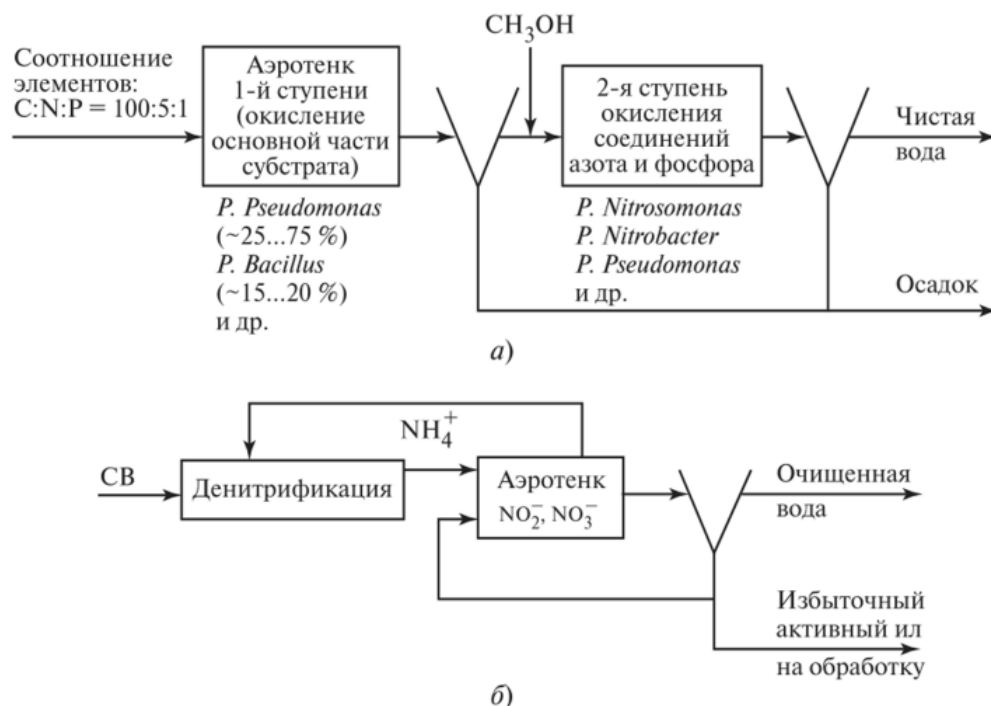 Соотношение
элементов:
C:N:P = 100:5:1
Аэротенк
1-й ступени
(окисление
основной части
субстрата)
P. Pseudomonas
(~25...75 %)
P. Bacillus
(~15...20 %)
и др.
CH₃OH
2-я ступень
окисления
соединений
азота и фосфора
P. Nitrosomonas
P. Nitrobacter
P. Pseudomonas
и др.
Чистая
вода
Осадок
а)
СВ
Денитрификация
NH₄⁺
Аэротенк
NO₂⁻, NO₃⁻
Очищенная
вода
Избыточный
активный ил
на обработку
б)